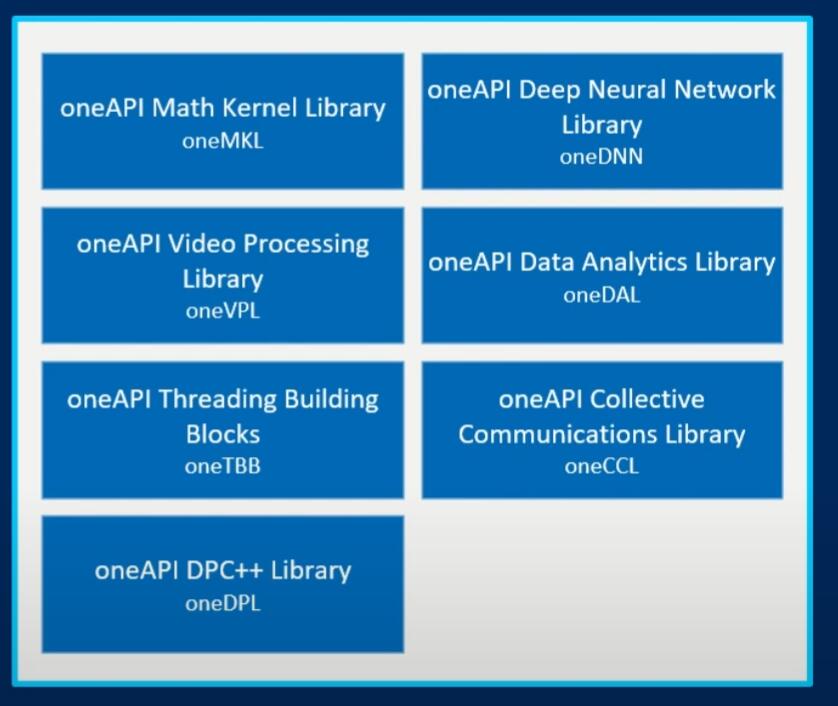 oneAPI Math Kernel Library
oneMKL
oneAPI Deep Neural Network
Library
oneDNN
oneAPI Video Processing
Library
oneVPL
oneAPI Data Analytics Library
oneDAL
oneAPI Threading Building
Blocks
oneTBB
oneAPI Collective
Communications Library
oneCCL
oneAPI DPC++ Library
oneDPL